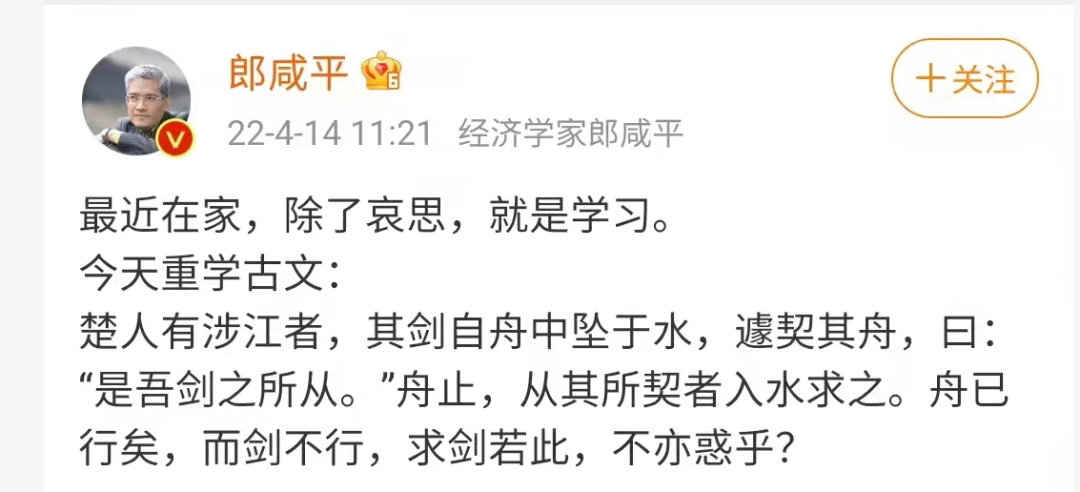 郎咸平 6
+关注
22-4-14 11:21 经济学家郎咸平
最近在家，除了哀思，就是学习。
今天重学古文：
楚人有涉江者，其剑自舟中坠于水，遽契其舟，曰：
“是吾剑之所从。”舟止，从其所契者入水求之。舟已
行矣，而剑不行，求剑若此，不亦惑乎？